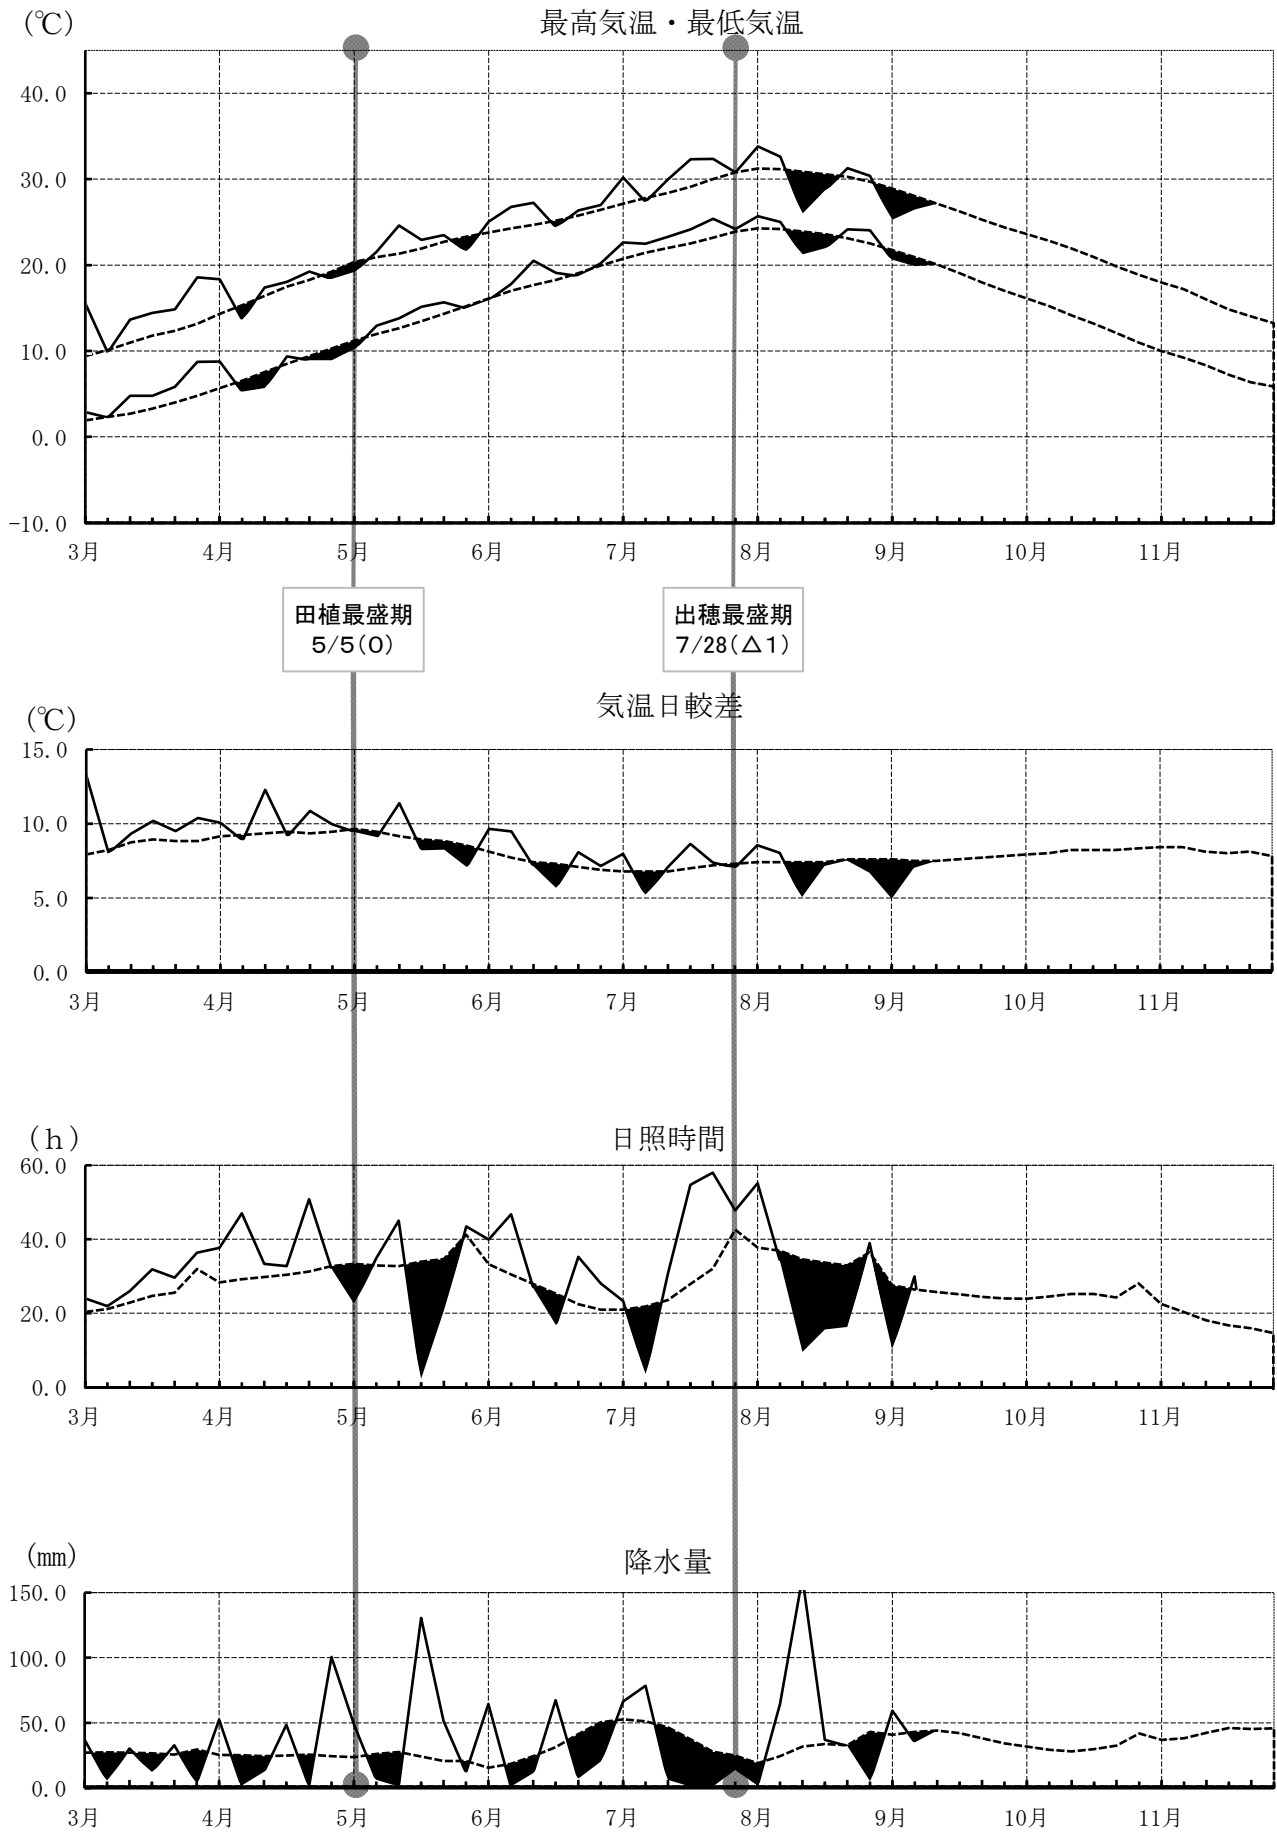 (℃)
最高気温・最低気温
40.0
30.0
20.0
10.0
0.0
-10.0
3月 4月 5月 6月 7月 8月 9月 10月 11月
田植最盛期
5/5(0)
出穂最盛期
7/28(△1)
(℃)
気温日較差
15.0
10.0
5.0
0.0
3月 4月 5月 6月 7月 8月 9月 10月 11月
(ｈ)
日照時間
60.0
40.0
20.0
0.0
3月 4月 5月 6月 7月 8月 9月 10月 11月
(㎜)
降水量
150.0
100.0
50.0
0.0
3月 4月 5月 6月 7月 8月 9月 10月 11月